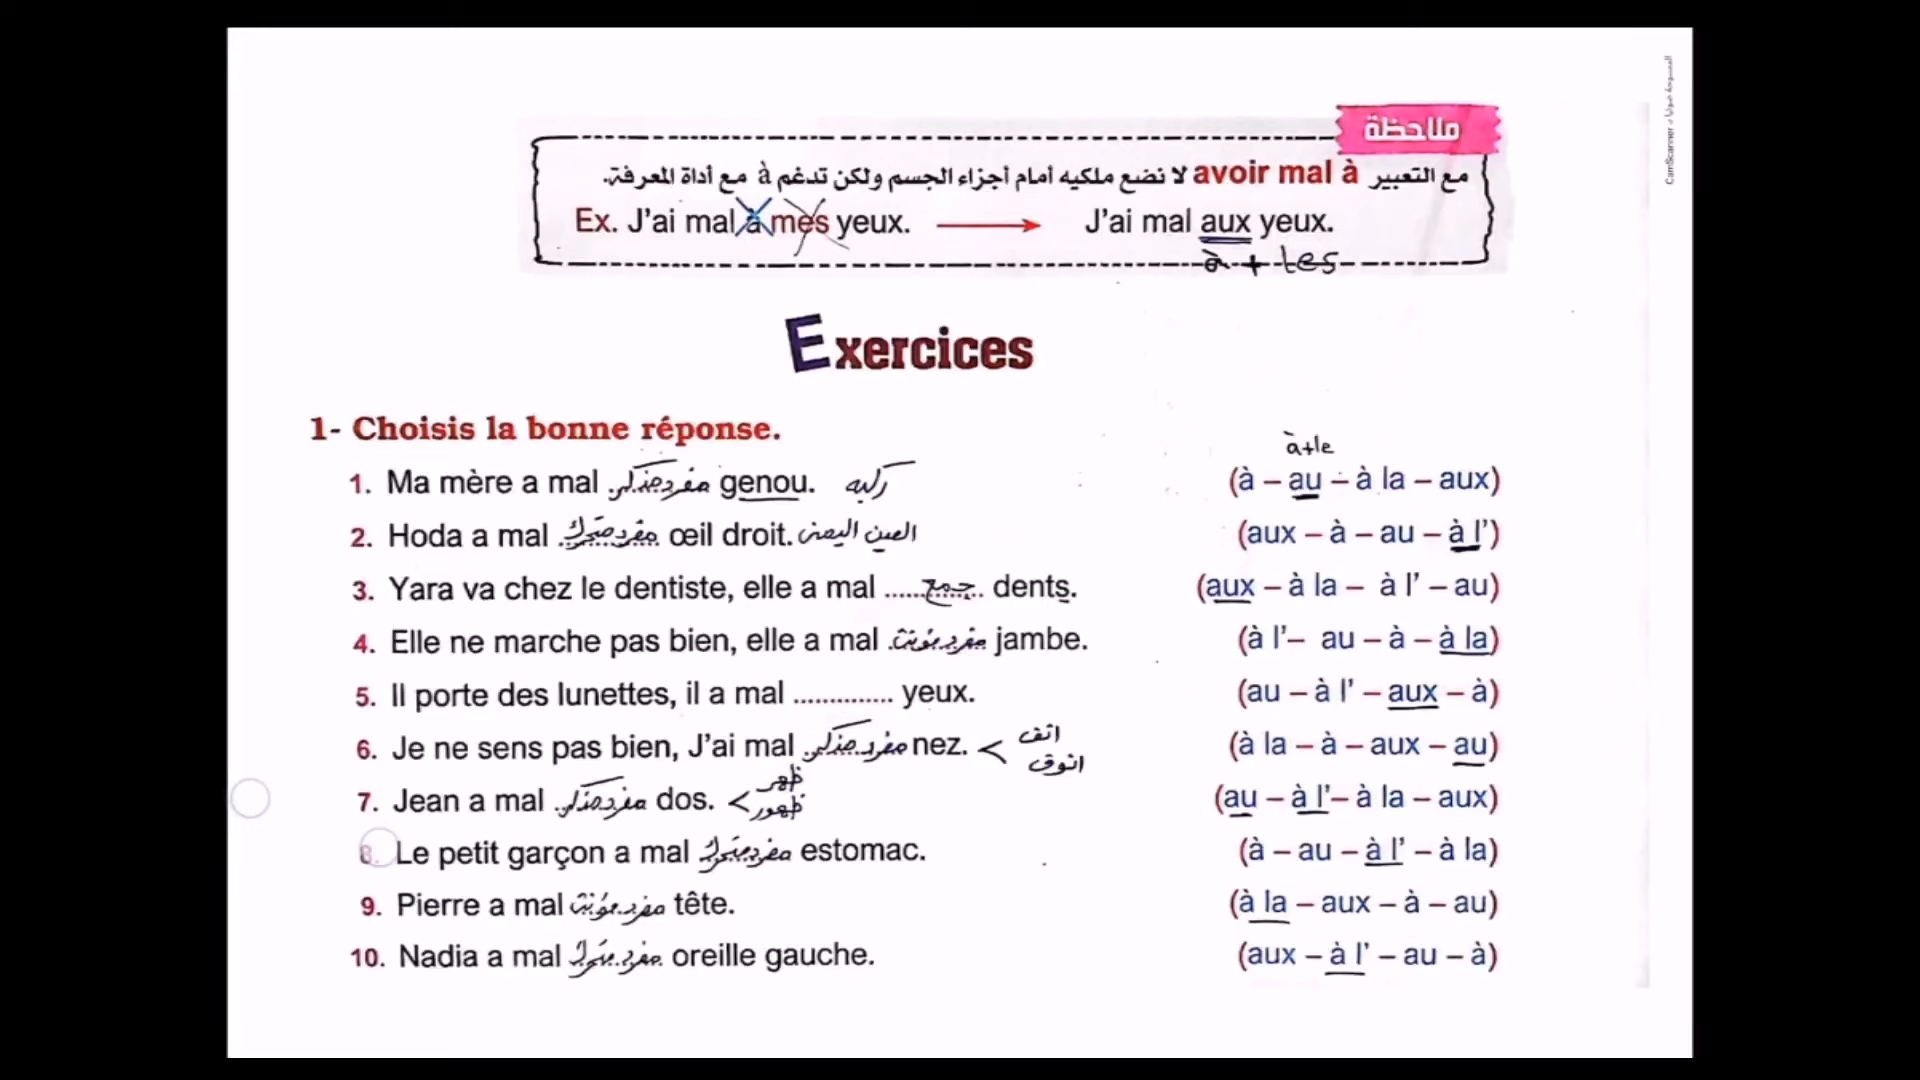 الممسوحة ضوئيا بـ CamScanner
ملاحظة
مع التعبير avoir mal à لا نضع ملكيه أمام أجزاء الجسم ولكن تدغم à مع أداة المعرفة.
Ex. J'ai mal à mes yeux. J'ai mal aux yeux.
à + les
Exercices
1- Choisis la bonne réponse.
à+le
1. Ma mère a mal مفرد مذكر genou. ركبه (à – au – à la – aux)
2. Hoda a mal مفرد متحرك œil droit. العين اليمنى (aux – à – au – à l')
3. Yara va chez le dentiste, elle a mal ......جمع.. dents. (aux – à la – à l' – au)
4. Elle ne marche pas bien, elle a mal مفرد مؤنث jambe. (à l'– au – à – à la)
5. Il porte des lunettes, il a mal .............. yeux. (au – à l' – aux – à)
6. Je ne sens pas bien, J'ai mal مفرد مذكر nez. < انف انوف (à la – à – aux – au)
7. Jean a mal مفرد مذكر dos. < ظهر ظهور (au – à l'– à la – aux)
8. Le petit garçon a mal مفرد متحرك estomac. (à – au – à l' – à la)
9. Pierre a mal مفرد مؤنث tête. (à la – aux – à – au)
10. Nadia a mal مفرد متحرك oreille gauche. (aux – à l' – au – à)